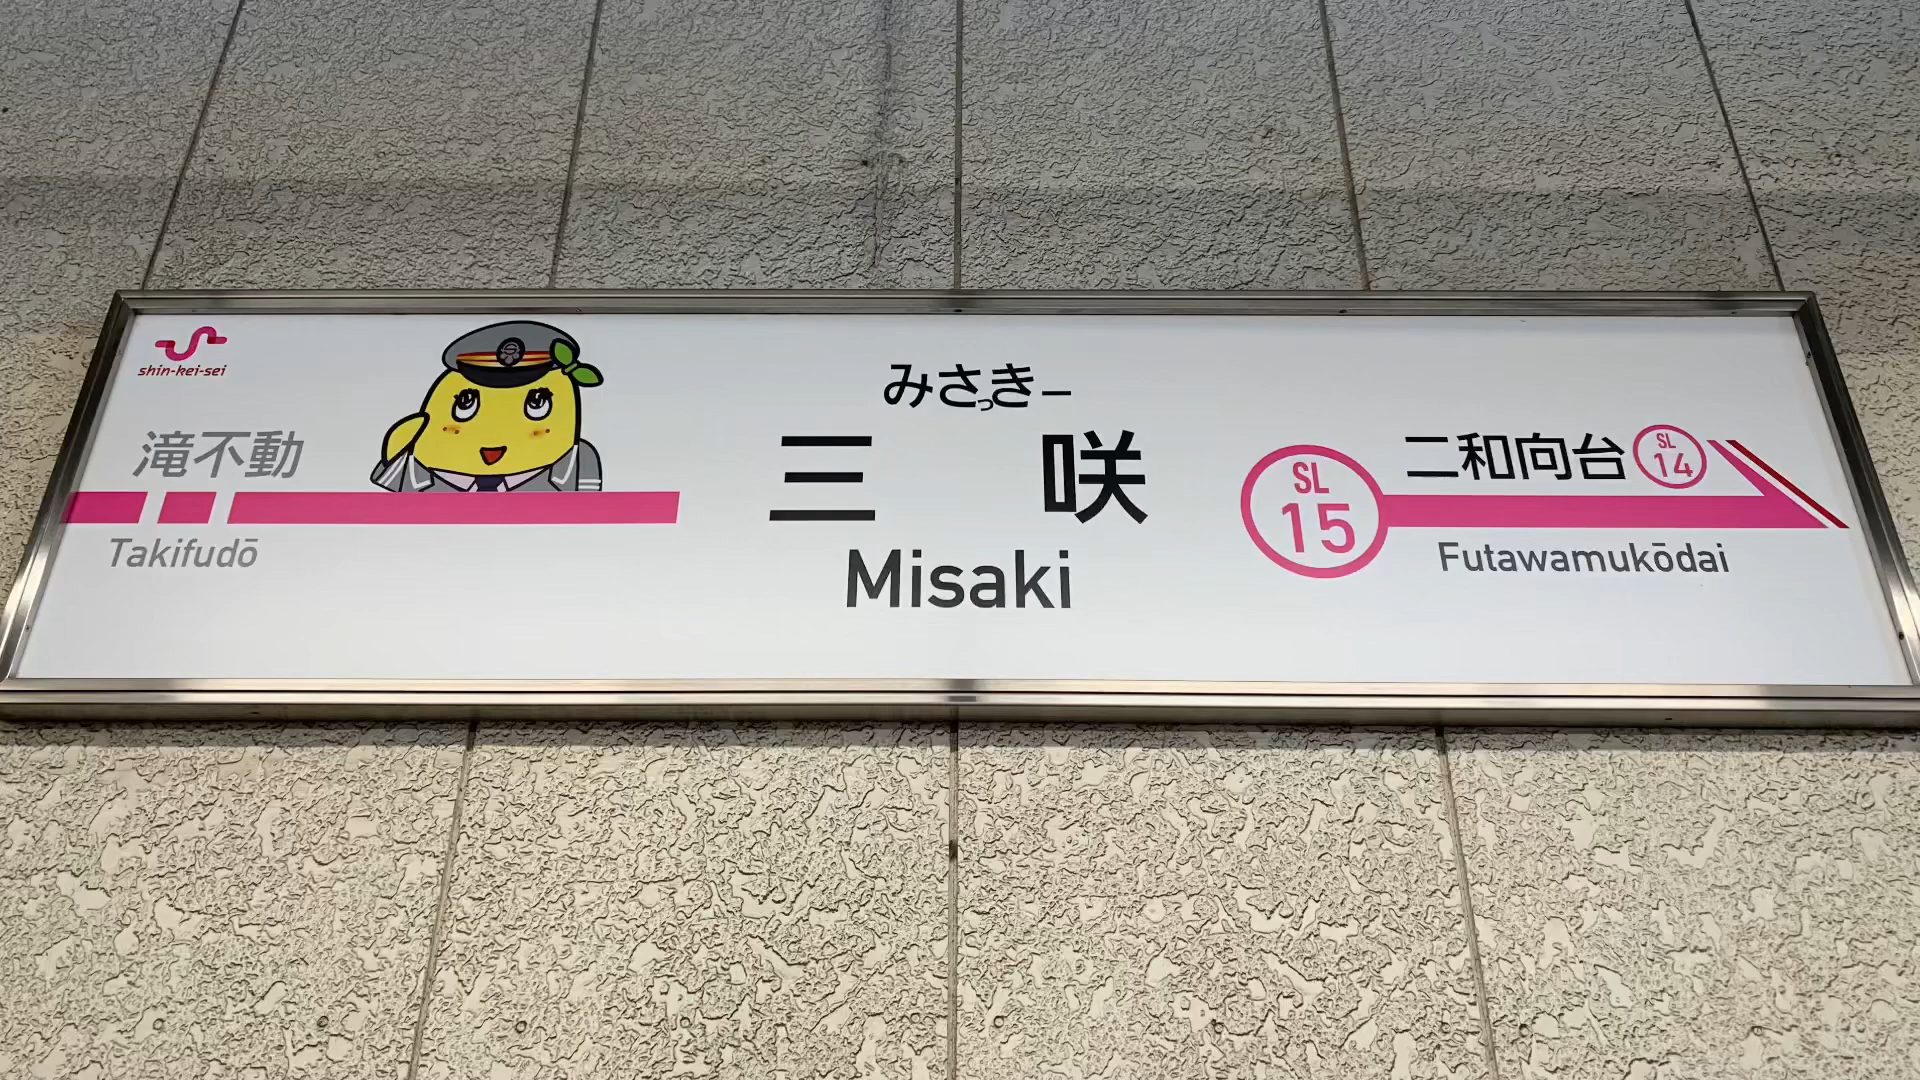 shin-kei-sei
滝不動
Takifudō
みさっきー
三咲
Misaki
SL
15
二和向台
SL
14
Futawamukōdai